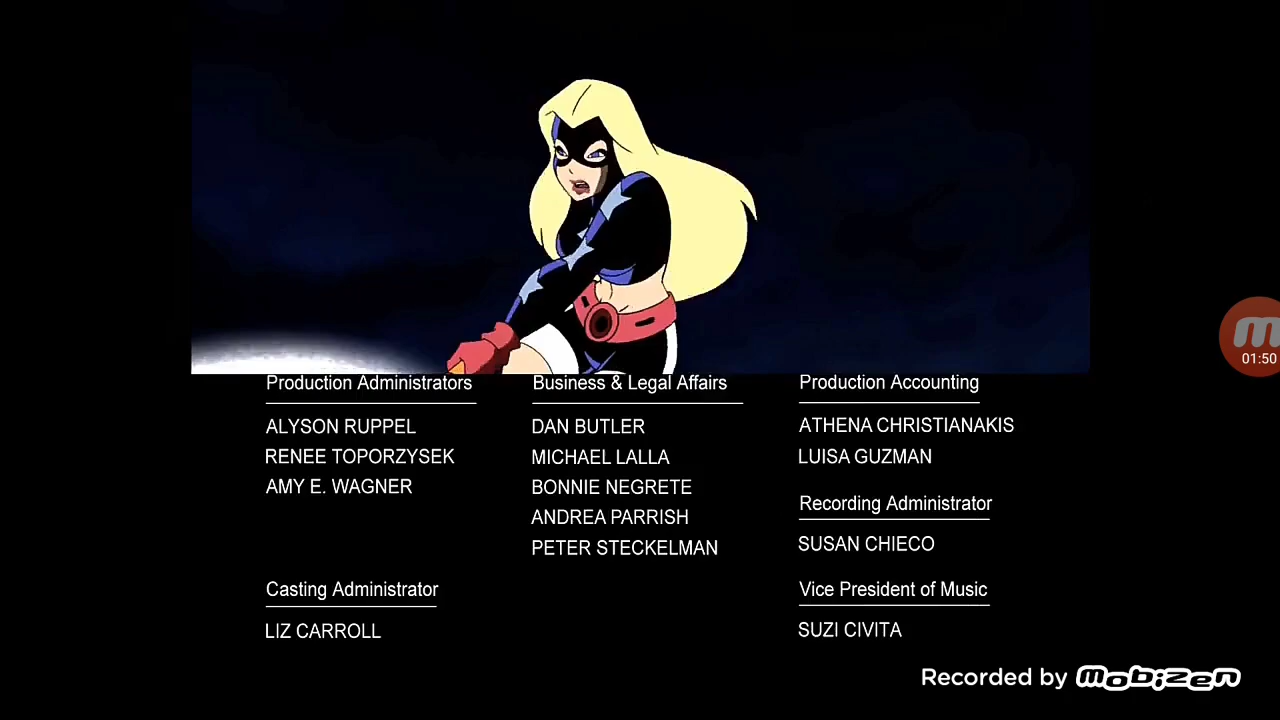 Production Administrators
ALYSON RUPPEL
RENEE TOPORZYSEK
AMY E. WAGNER
Casting Administrator
LIZ CARROLL
Business & Legal Affairs
DAN BUTLER
MICHAEL LALLA
BONNIE NEGRETE
ANDREA PARRISH
PETER STECKELMAN
Production Accounting
ATHENA CHRISTIANAKIS
LUISA GUZMAN
Recording Administrator
SUSAN CHIECO
Vice President of Music
SUZI CIVITA
01:50
Recorded by mobizen